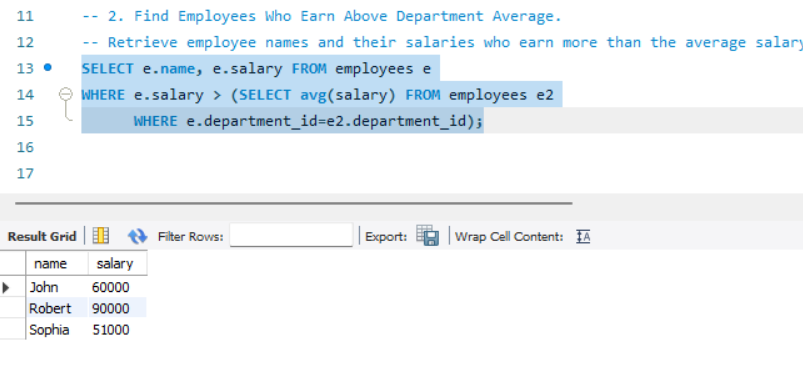 11 -- 2. Find Employees Who Earn Above Department Average.
12 -- Retrieve employee names and their salaries who earn more than the average salary
13 SELECT e.name, e.salary FROM employees e
14 WHERE e.salary > (SELECT avg(salary) FROM employees e2
15 WHERE e.department_id=e2.department_id);
16
17
Result Grid Filter Rows: Export: Wrap Cell Content: IA
name salary
John 60000
Robert 90000
Sophia 51000